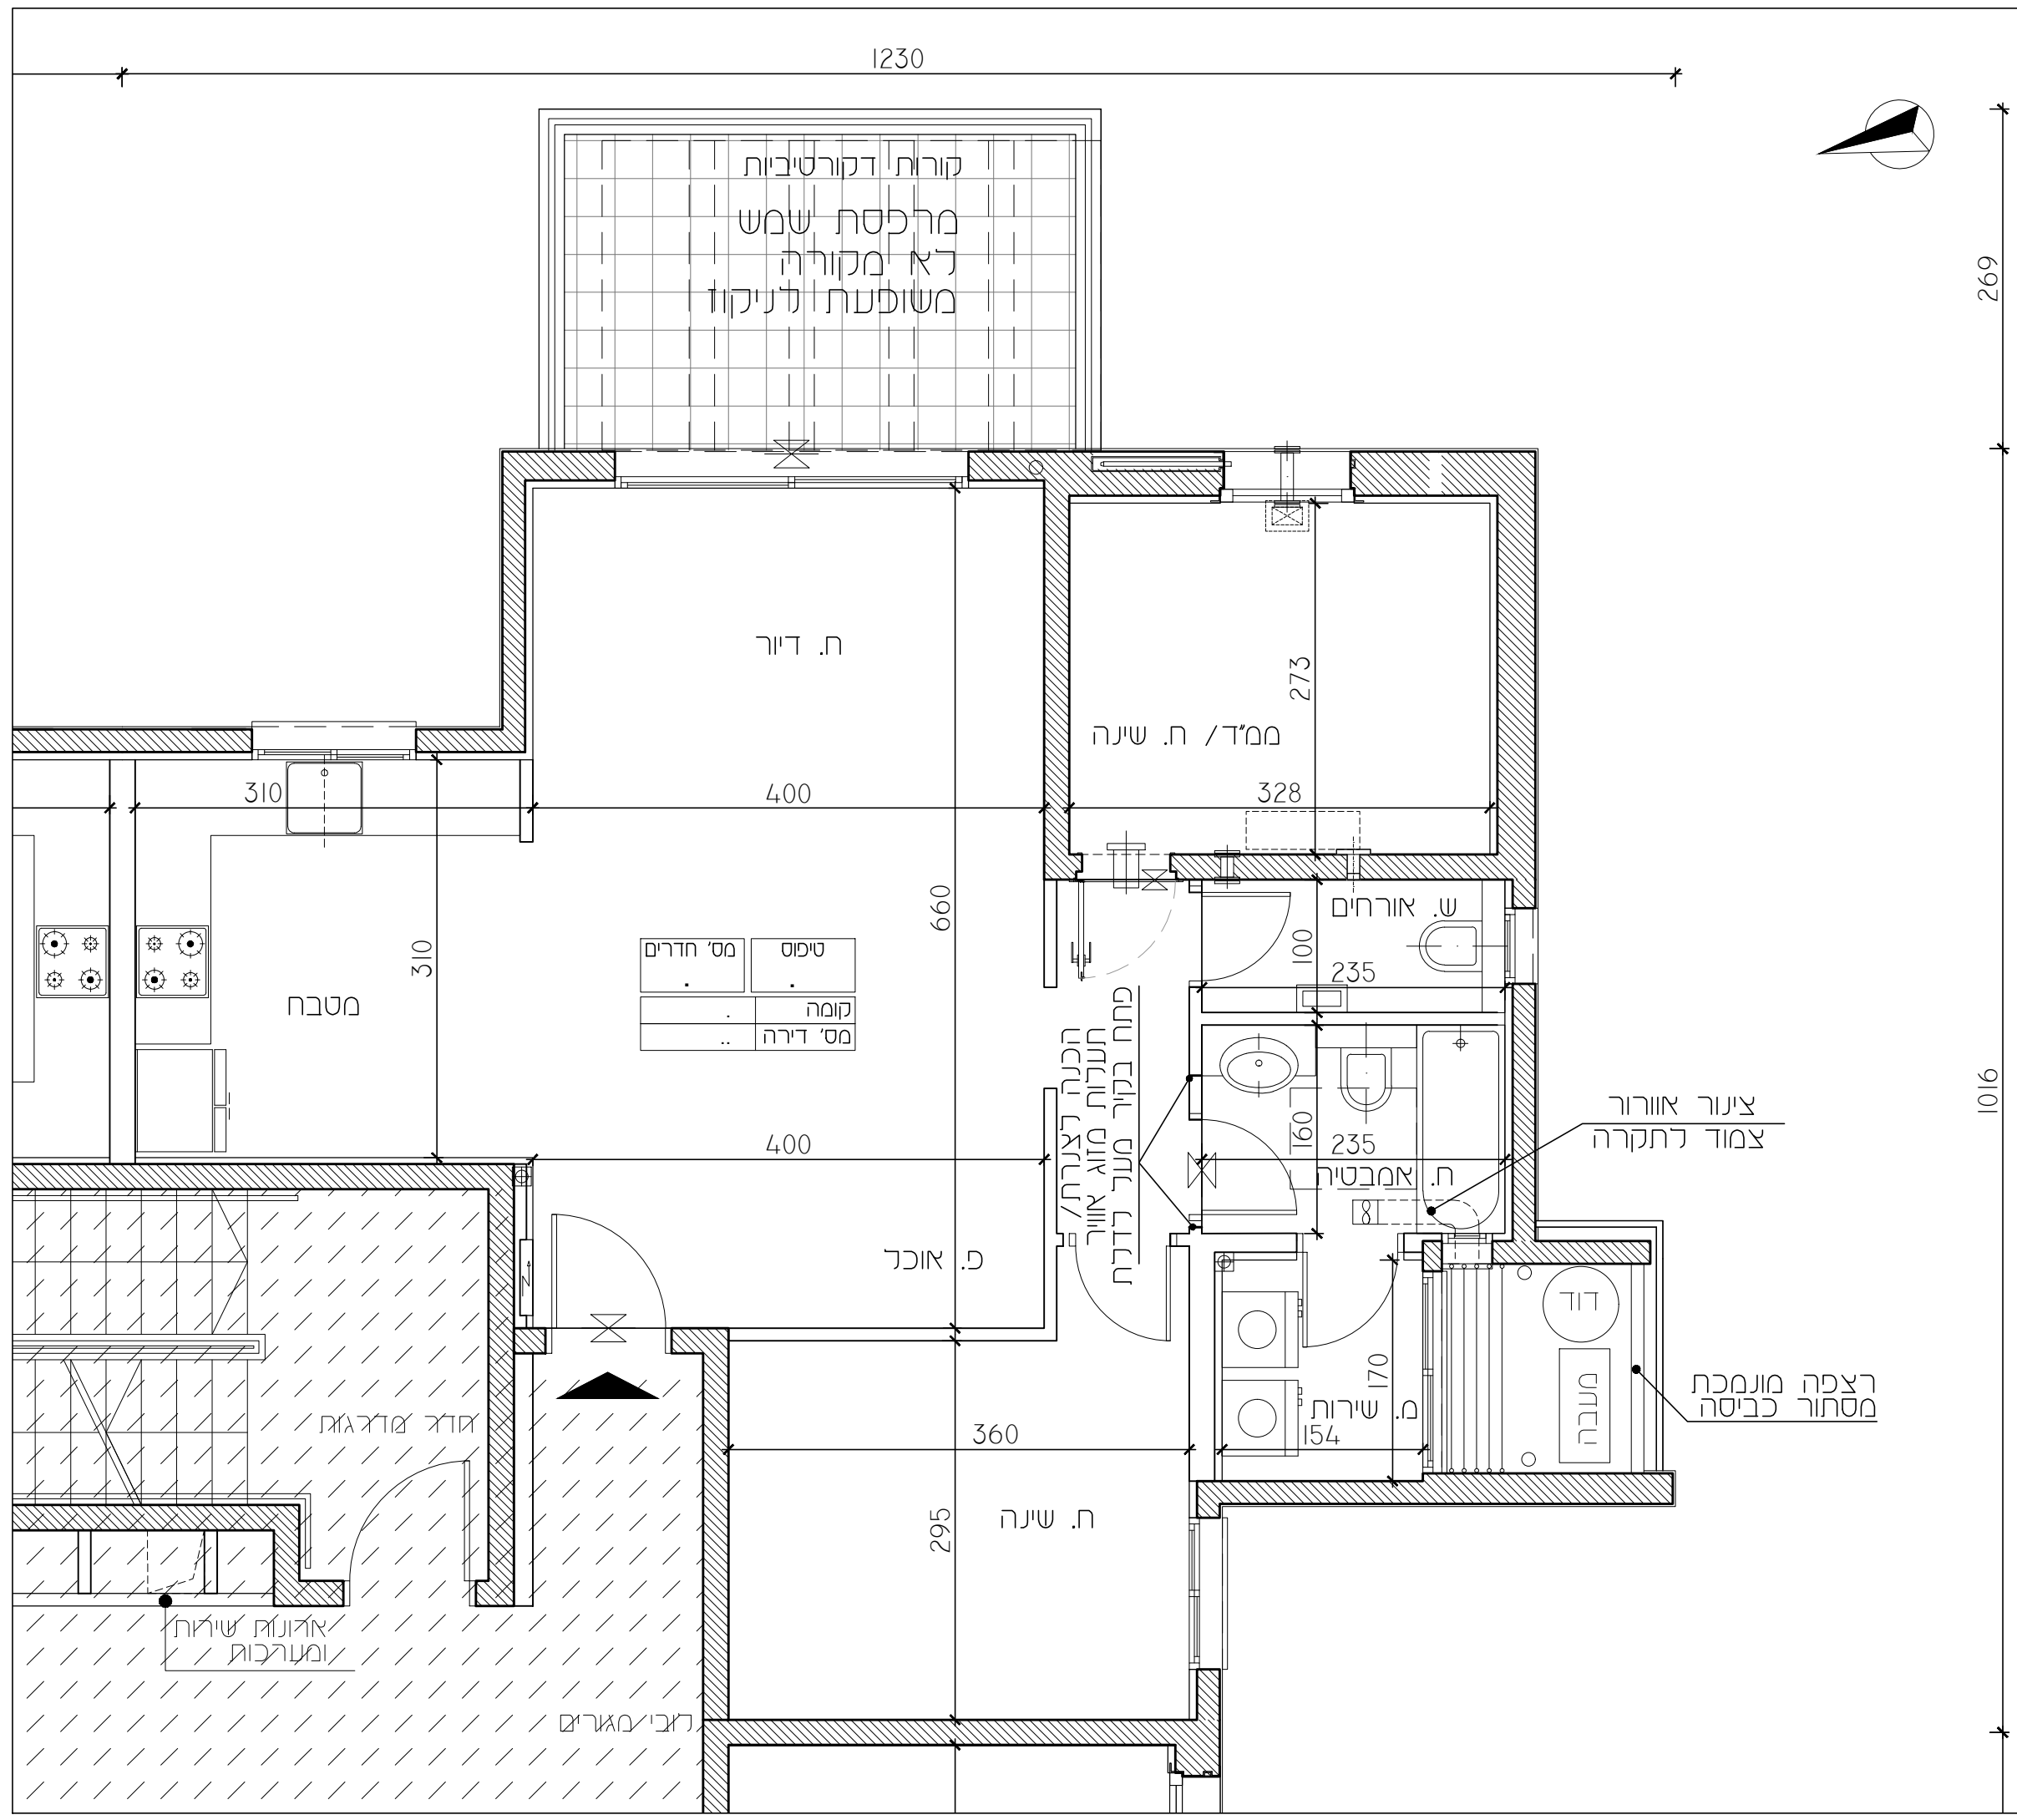 1230
269
1016
קורות דקורטיביות
מרפסת שמש
לא מקורה
משופעת לניקוז
ח. דיור
273
ממ"ד/ ח. שינה
310
400
328
660
310
מטבח
טיפוס
מס' חדרים
.
.
קומה
.
מס' דירה
..
ש. אורחים
100
235
הכנה לצנרת/
תעלות מזוג אוויר
פתח בקיר מעל לדלת
צינור אוורור
צמוד לתקרה
400
160
235
ח. אמבטיה
פ. אוכל
דוד
מעבה
רצפה מונמכת
מסתור כביסה
170
מ. שירות
154
חדר מדרגות
360
295
ח. שינה
ארונות שירות
ומערכות
לובי מגורים